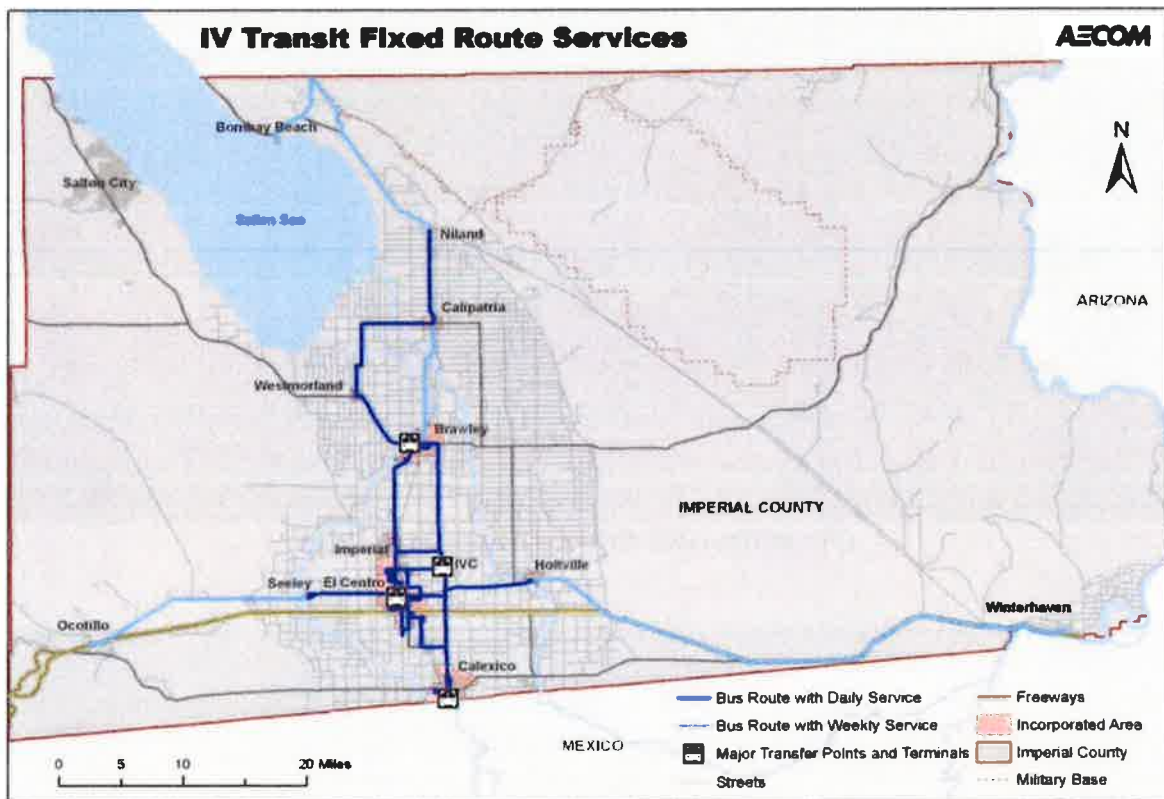 IV Transit Fixed Route Services
AECOM
N
Bombay Beach
Salton City
Salton Sea
Niland
ARIZONA
Calipatria
Westmorland
Brawley
IMPERIAL COUNTY
Imperial
IVC
Holtville
Seeley
El Centro
Winterhaven
Ocotillo
Calexico
MEXICO
Bus Route with Daily Service
Bus Route with Weekly Service
Major Transfer Points and Terminals
Streets
Freeways
Incorporated Area
Imperial County
Military Base
0 5 10 20 Miles